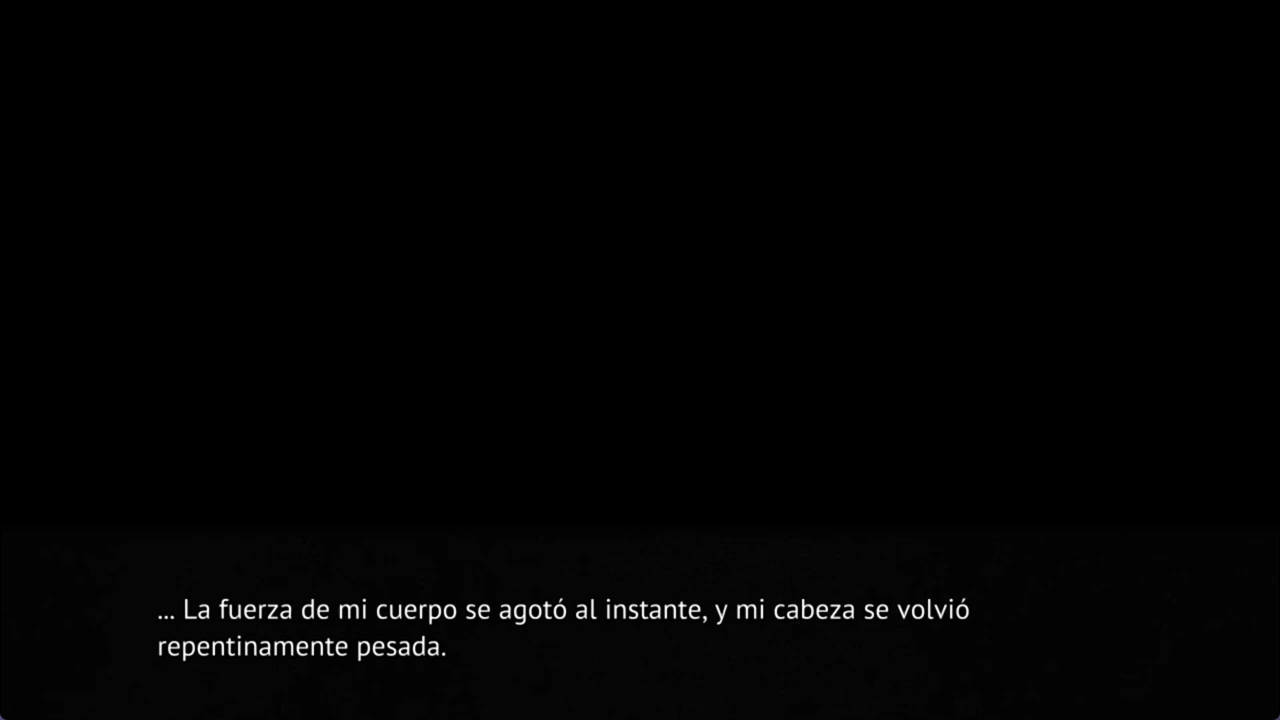 ... La fuerza de mi cuerpo se agotó al instante, y mi cabeza se volvió
repentinamente pesada.